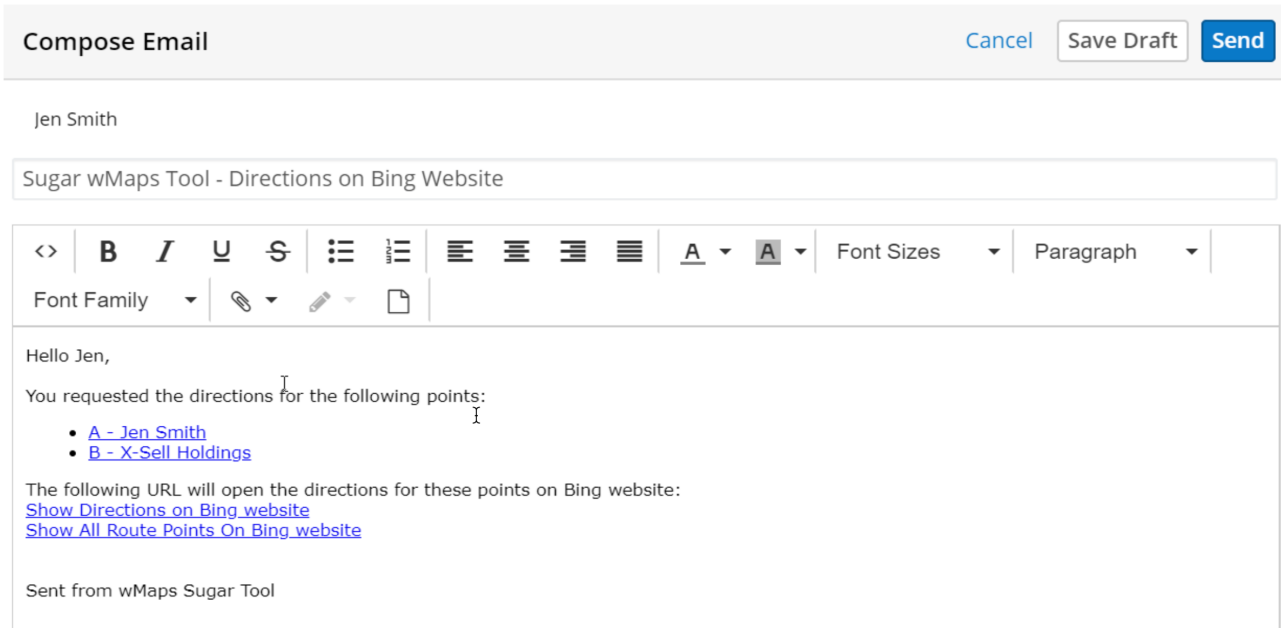 Compose Email Cancel Save Draft Send
Jen Smith
Sugar wMaps Tool - Directions on Bing Website
<> B I U S A A Font Sizes Paragraph
Font Family
Hello Jen,
You requested the directions for the following points:
• A - Jen Smith
• B - X-Sell Holdings
The following URL will open the directions for these points on Bing website:
Show Directions on Bing website
Show All Route Points On Bing website
Sent from wMaps Sugar Tool